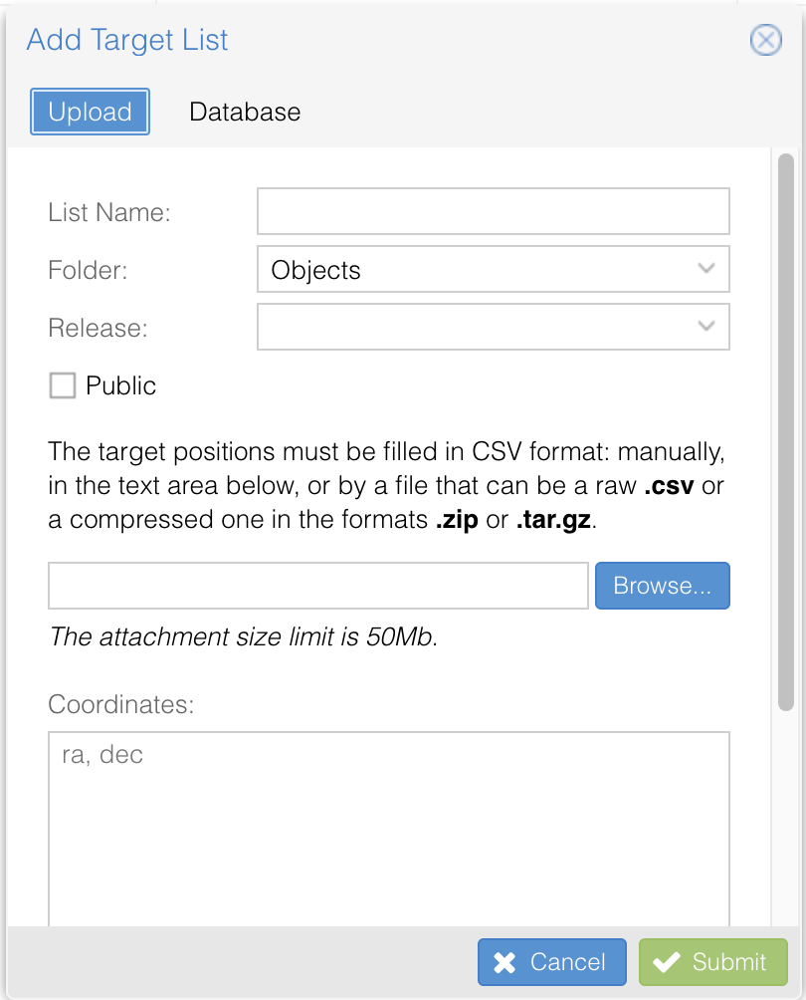 Add Target List
Upload Database
List Name:
Folder: Objects
Release:
Public
The target positions must be filled in CSV format: manually,
in the text area below, or by a file that can be a raw .csv or
a compressed one in the formats .zip or .tar.gz.
Browse...
The attachment size limit is 50Mb.
Coordinates:
ra, dec
Cancel Submit